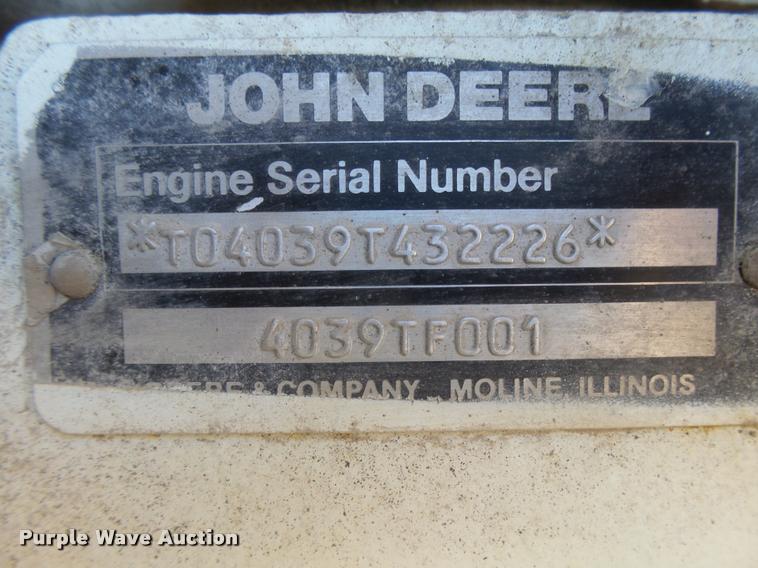 JOHN DEERE
Engine Serial Number
*T04039T432226*
4039TF001
& COMPANY MOLINE ILLINOIS
Purple Wave Auction